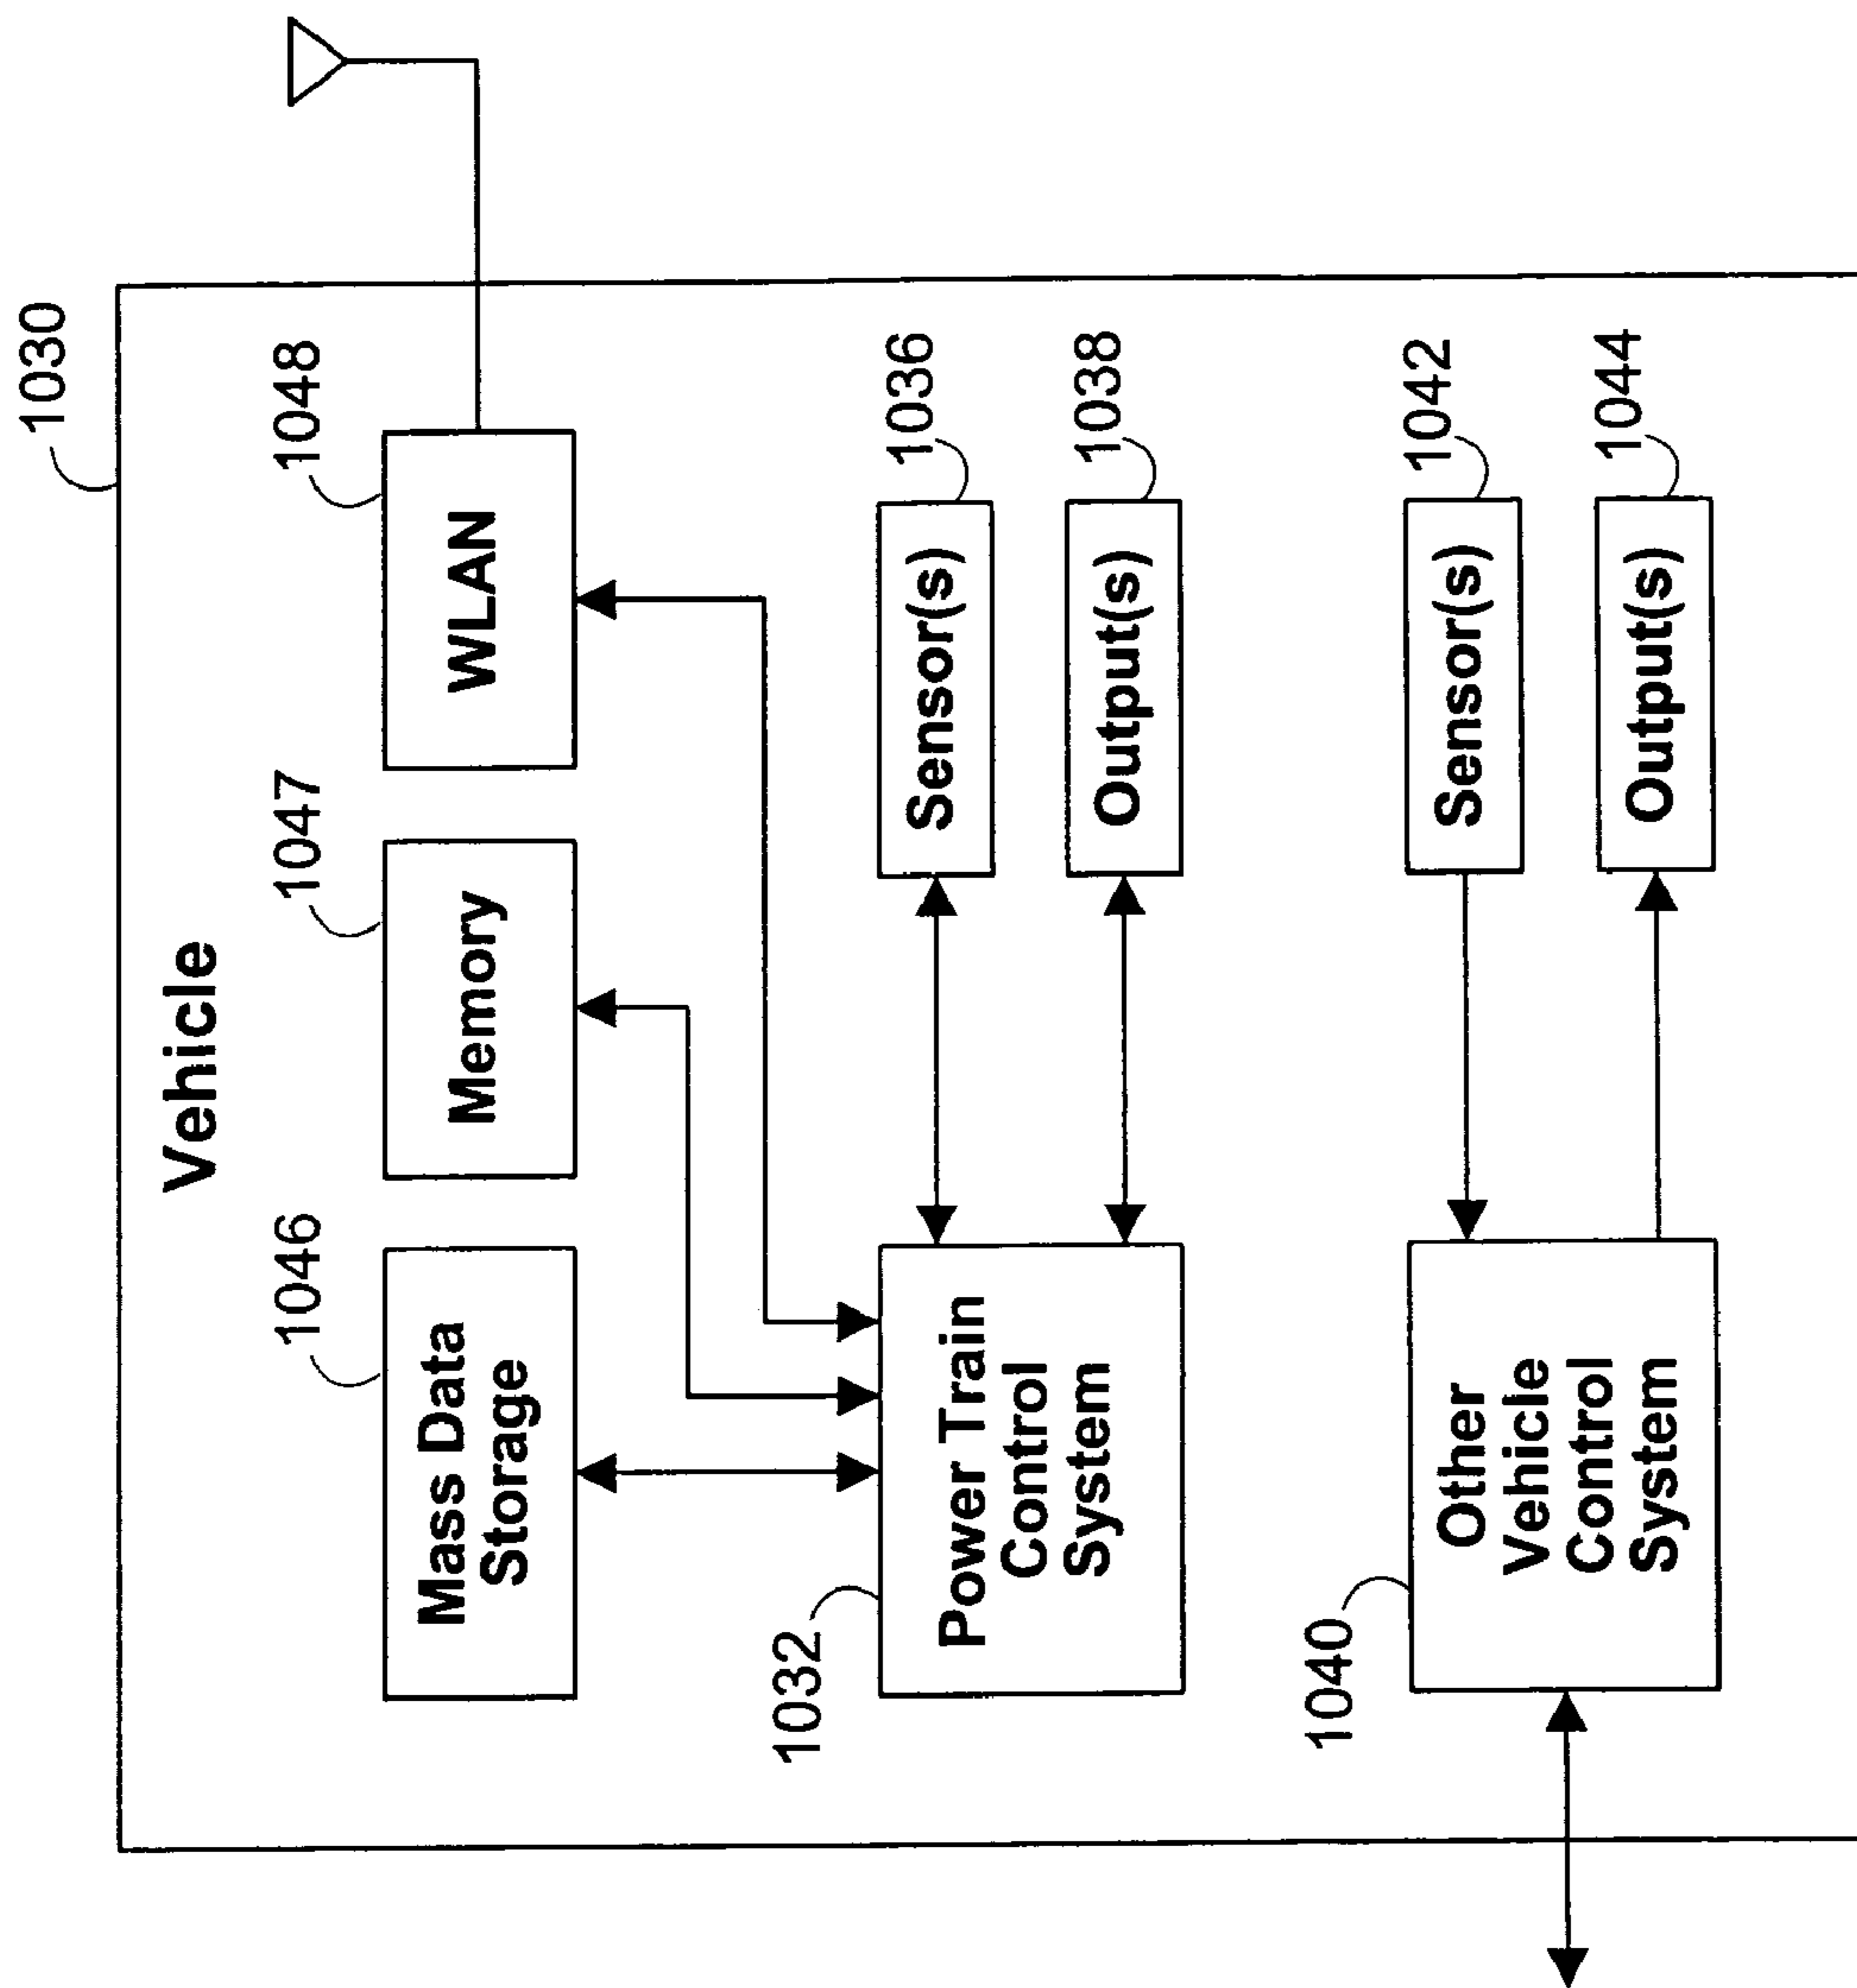 1030
Vehicle
1046
1047
1048
Mass Data
Storage
Memory
WLAN
1032
Power Train
Control
System
1036
Sensor(s)
1038
Output(s)
1040
Other
Vehicle
Control
System
1042
Sensor(s)
1044
Output(s)